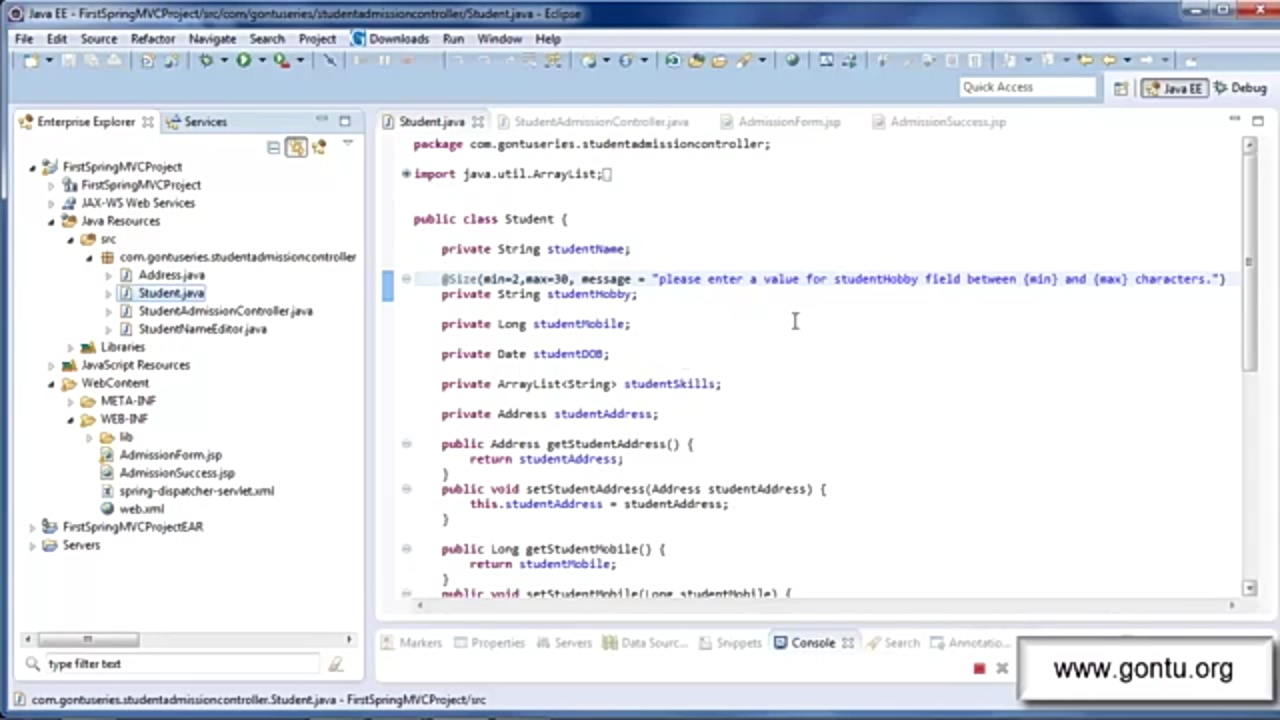 Java EE - FirstSpringMVCProject/src/com/gontuseries/studentadmissioncontroller/Student.java - Eclipse
File Edit Source Refactor Navigate Search Project Downloads Run Window Help
Quick Access
Java EE
Debug
Enterprise Explorer
Services
FirstSpringMVCProject
FirstSpringMVCProject
JAX-WS Web Services
Java Resources
src
com.gontuseries.studentadmissioncontroller
Address.java
Student.java
StudentAdmissionController.java
StudentNameEditor.java
Libraries
JavaScript Resources
WebContent
META-INF
WEB-INF
lib
AdmissionForm.jsp
AdmissionSuccess.jsp
spring-dispatcher-servlet.xml
web.xml
FirstSpringMVCProjectEAR
Servers
type filter text
Student.java StudentAdmissionController.java AdmissionForm.jsp AdmissionSuccess.jsp
package com.gontuseries.studentadmissioncontroller;
import java.util.ArrayList;
public class Student {
private String studentName;
@Size(min=2,max=30, message = "please enter a value for studentHobby field between {min} and {max} characters.")
private String studentHobby;
private Long studentMobile;
private Date studentDOB;
private ArrayList<String> studentSkills;
private Address studentAddress;
public Address getStudentAddress() {
return studentAddress;
}
public void setStudentAddress(Address studentAddress) {
this.studentAddress = studentAddress;
}
public Long getStudentMobile() {
return studentMobile;
}
public void setStudentMobile(Long studentMobile) {
Markers Properties Servers Data Sourc... Snippets Console Search Annotatio...
www.gontu.org
com.gontuseries.studentadmissioncontroller.Student.java - FirstSpringMVCProject/src